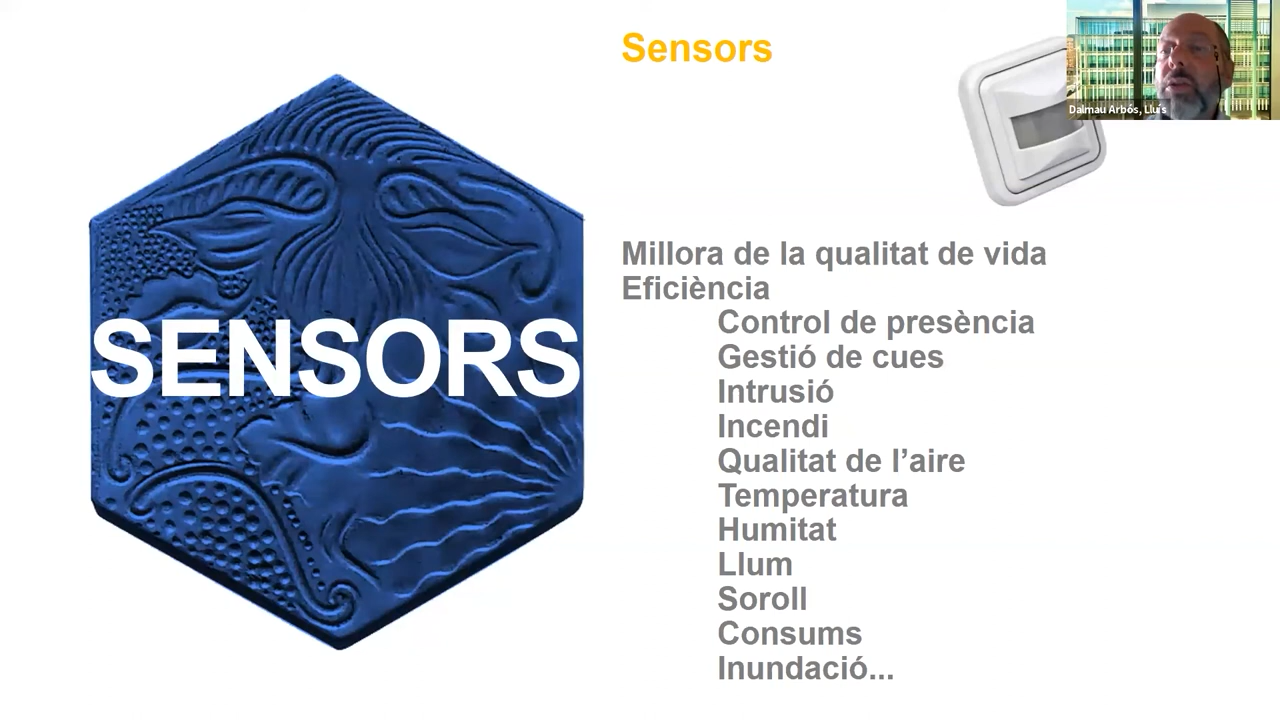 Sensors
Dalmau Arbós, Lluís
SENSORS
Millora de la qualitat de vida
Eficiència
Control de presència
Gestió de cues
Intrusió
Incendi
Qualitat de l’aire
Temperatura
Humitat
Llum
Soroll
Consums
Inundació...